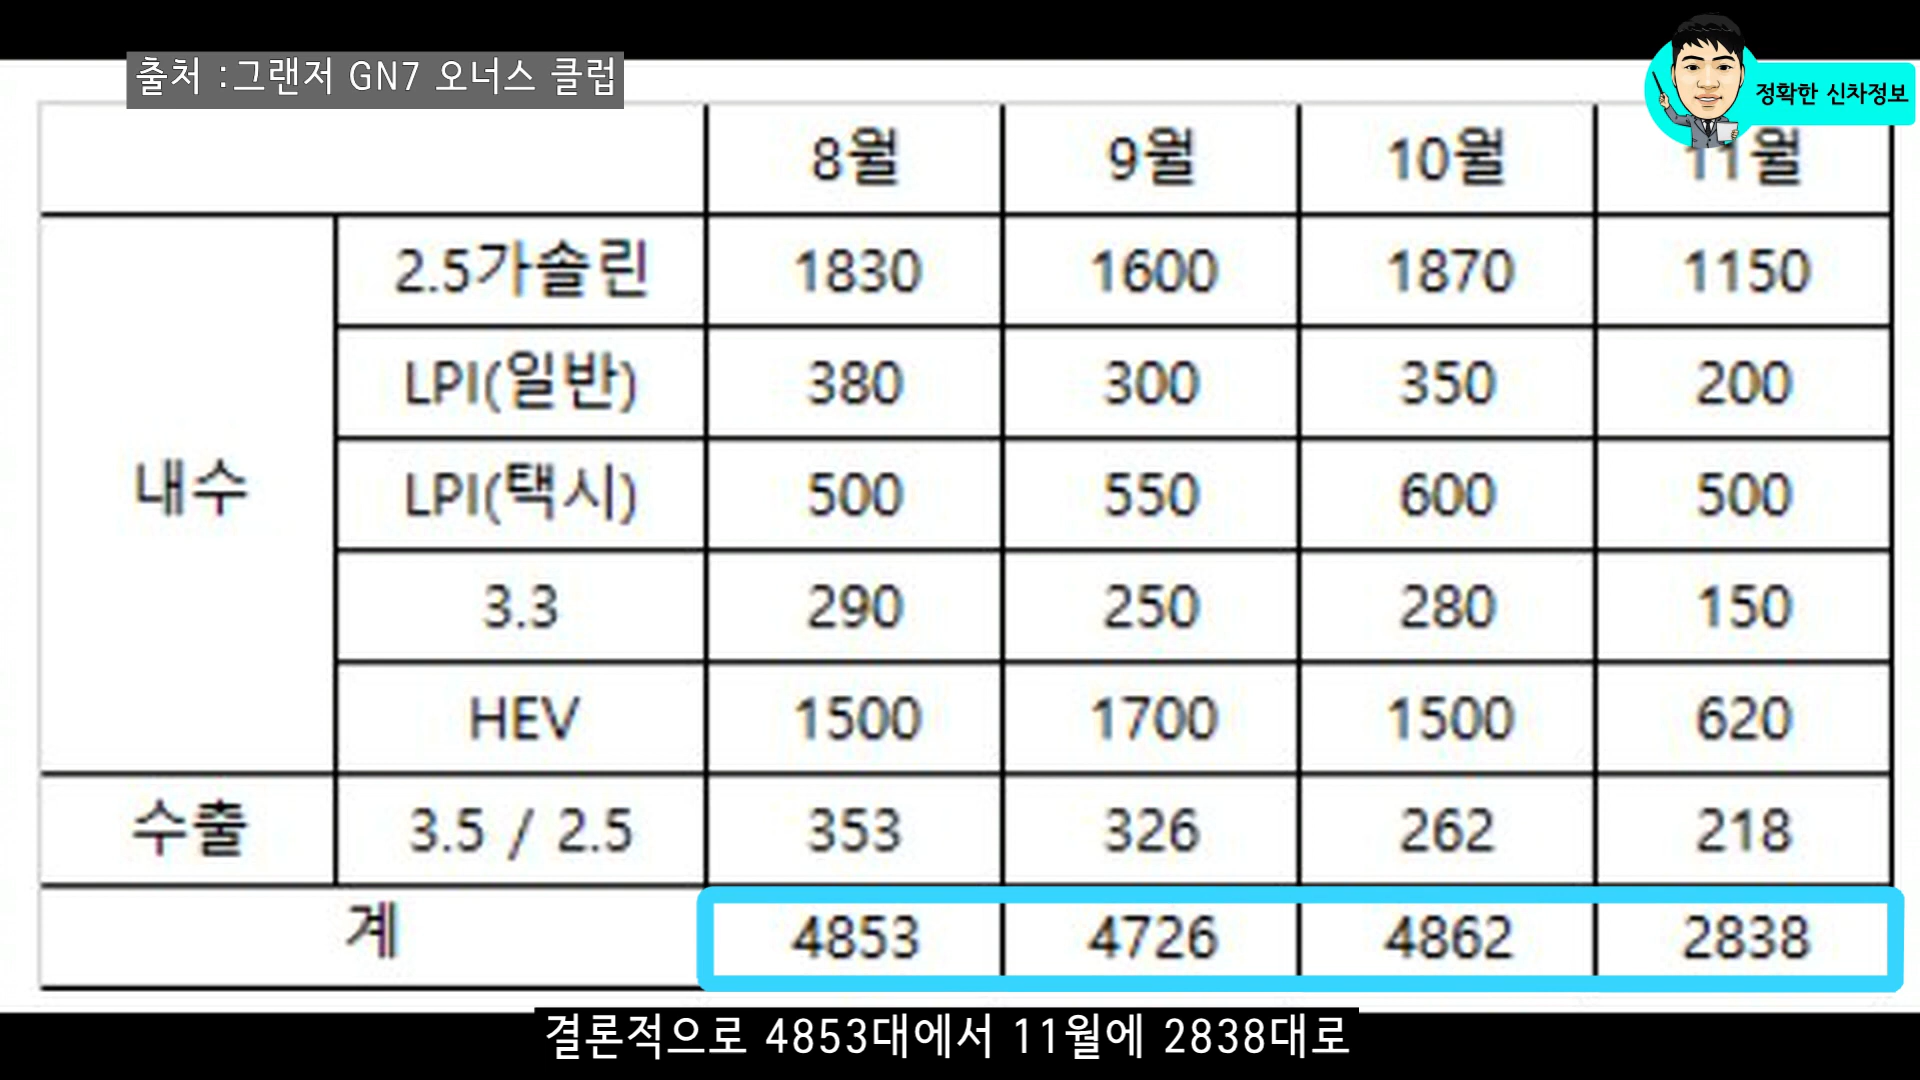 출처 :그랜저 GN7 오너스 클럽
정확한 신차정보
8월 9월 10월 11월
내수
2.5가솔린 1830 1600 1870 1150
LPI(일반) 380 300 350 200
LPI(택시) 500 550 600 500
3.3 290 250 280 150
HEV 1500 1700 1500 620
수출 3.5 / 2.5 353 326 262 218
계 4853 4726 4862 2838
결론적으로 4853대에서 11월에 2838대로